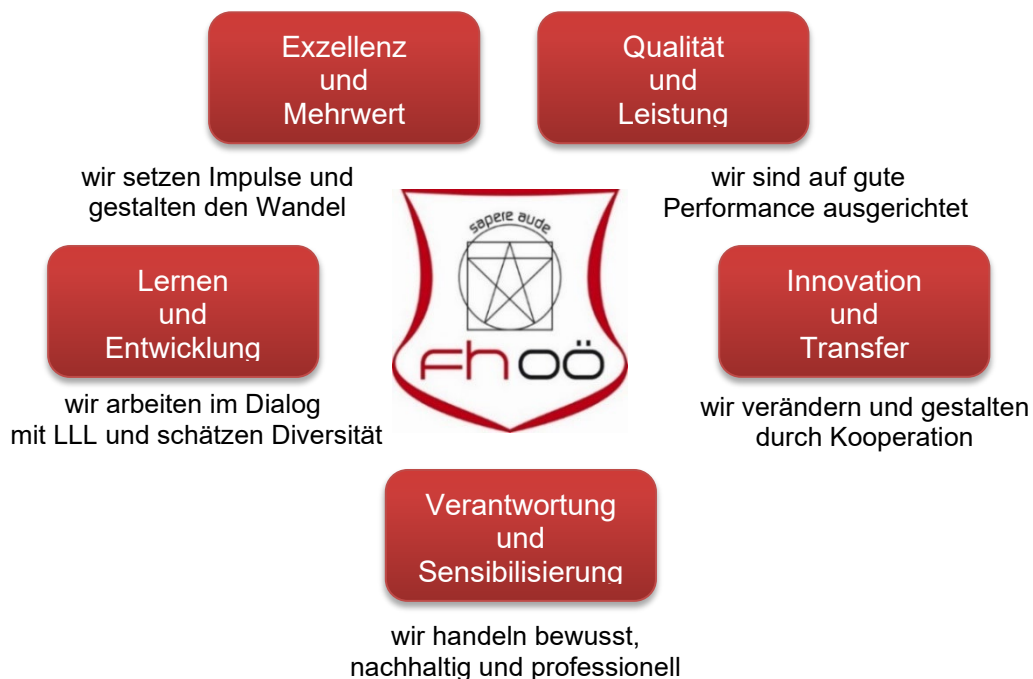 Exzellenz
und
Mehrwert
Qualität
und
Leistung
wir setzen Impulse und
gestalten den Wandel
wir sind auf gute
Performance ausgerichtet
sapere aude
fhoö
Lernen
und
Entwicklung
Innovation
und
Transfer
wir arbeiten im Dialog
mit LLL und schätzen Diversität
wir verändern und gestalten
durch Kooperation
Verantwortung
und
Sensibilisierung
wir handeln bewusst,
nachhaltig und professionell